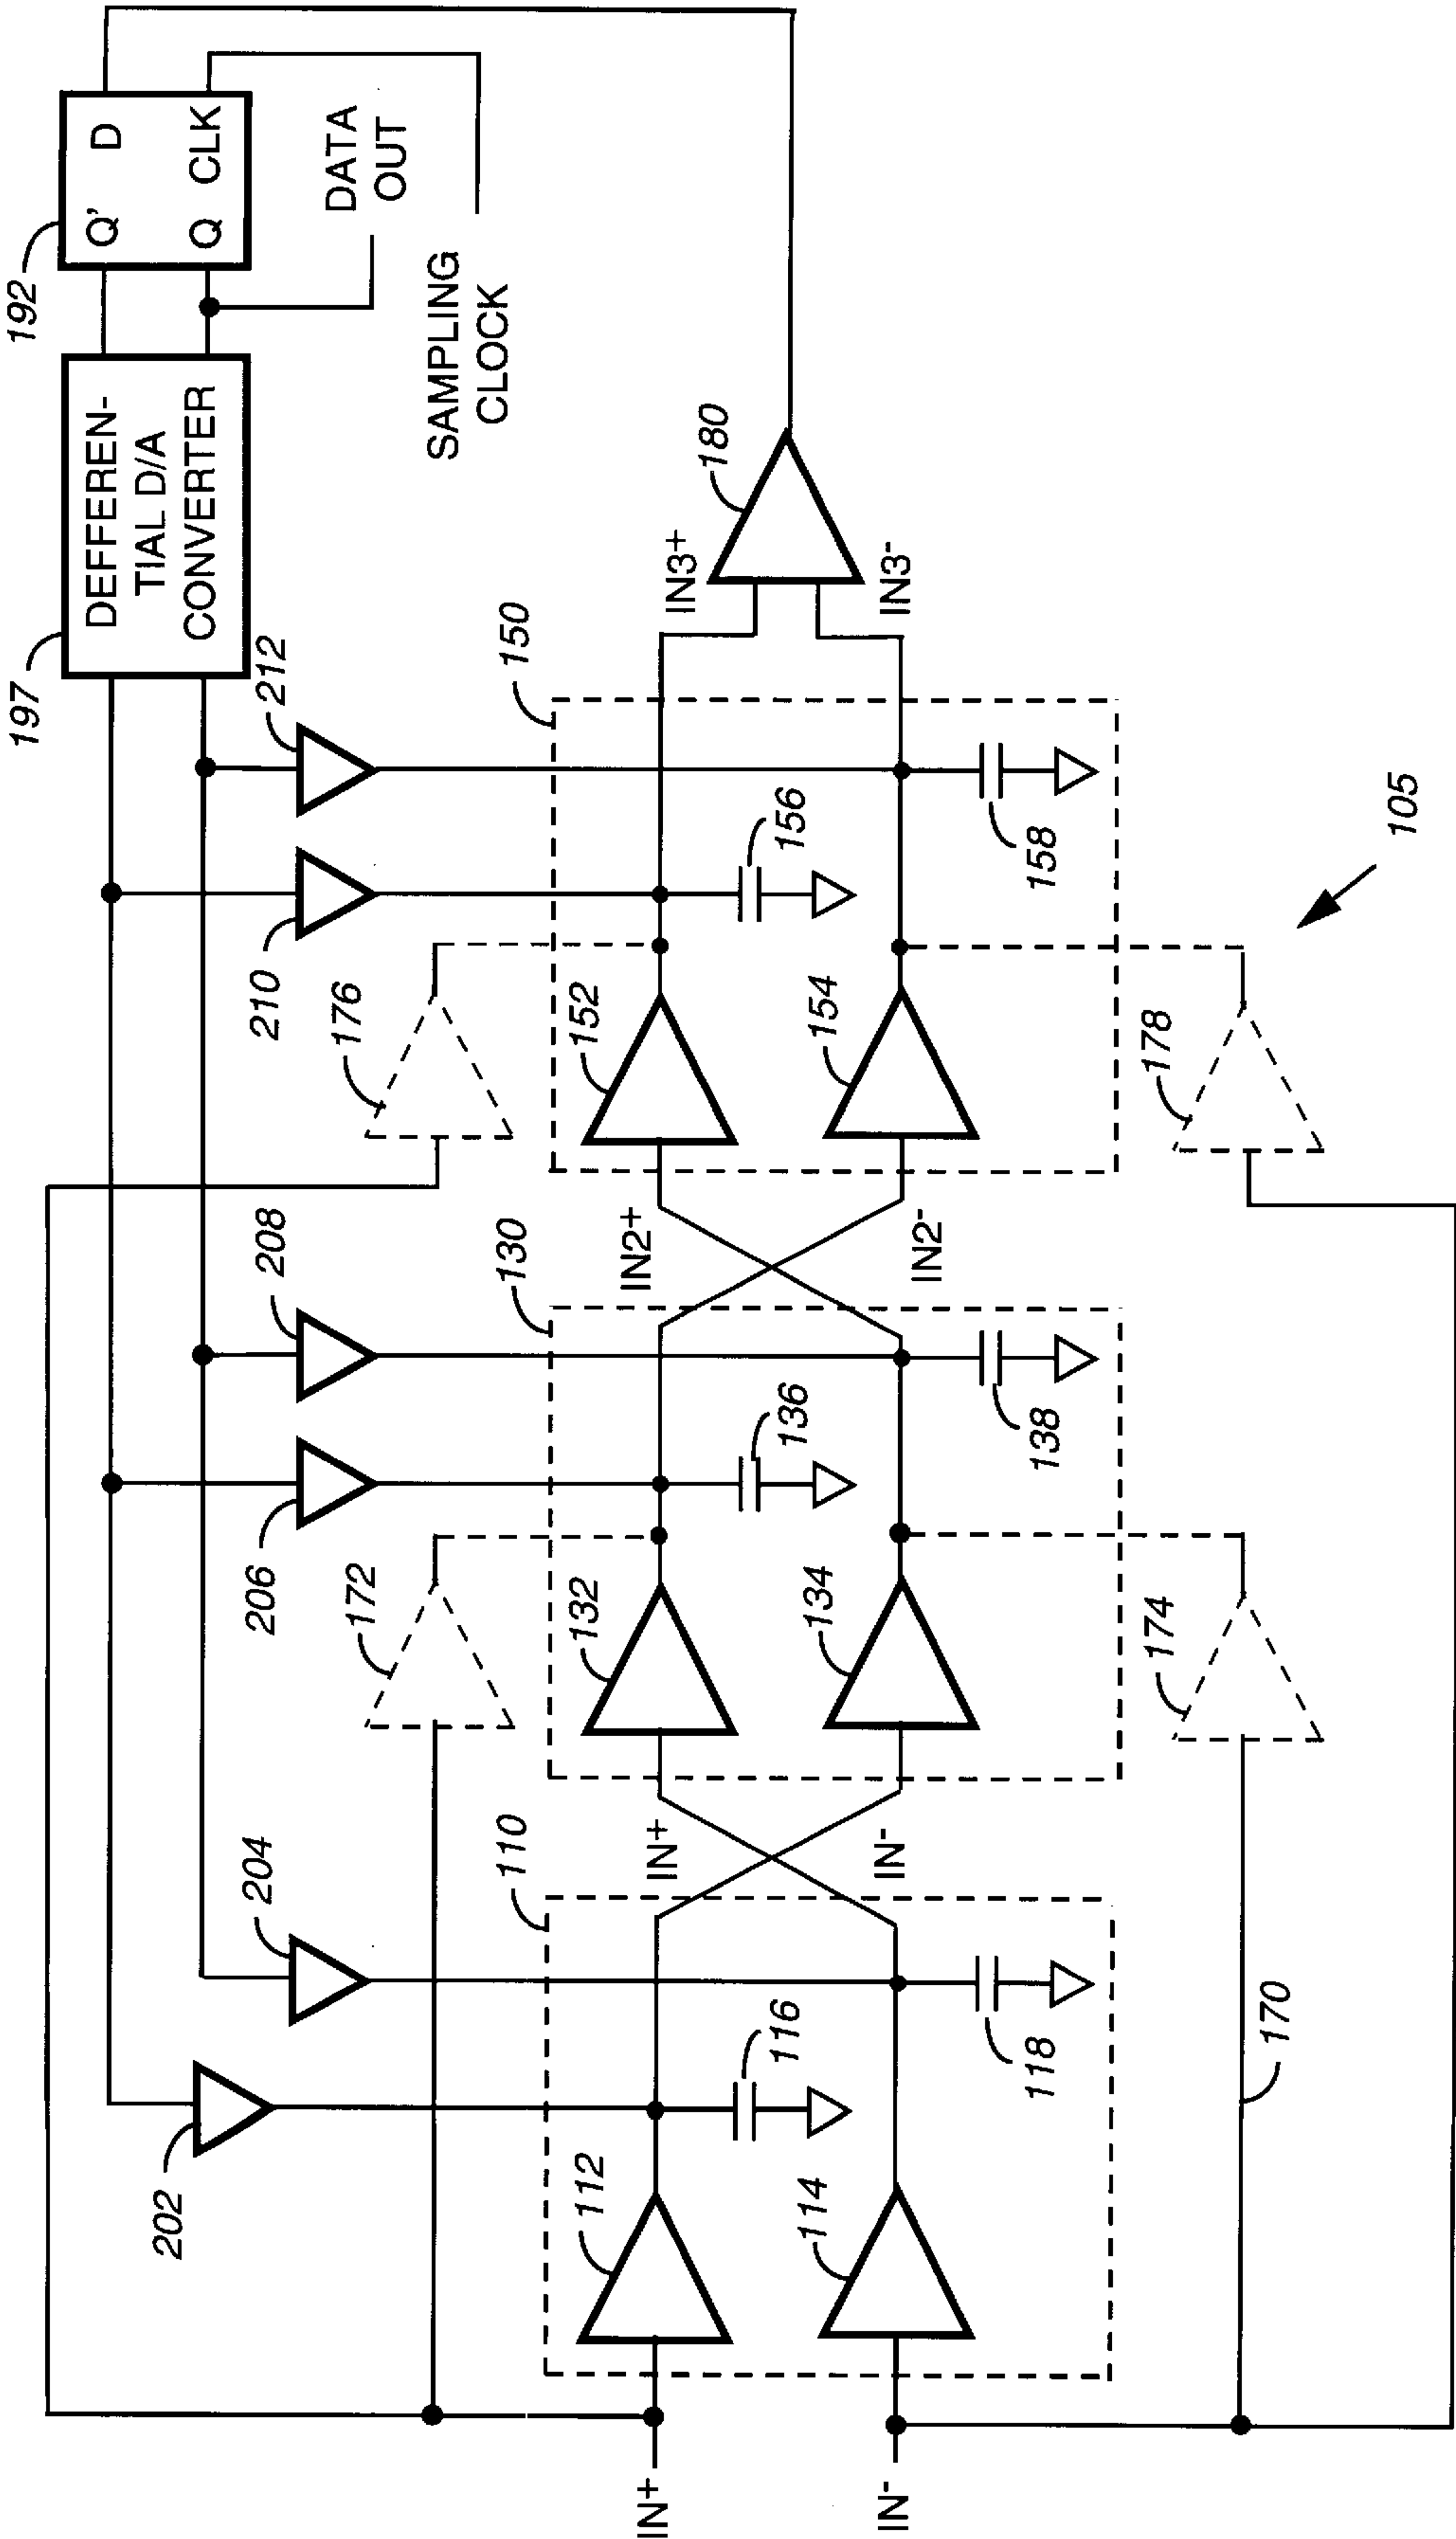 192
Q' D
Q CLK
DATA
OUT
SAMPLING
CLOCK
197
DEFFEREN-
TIAL D/A
CONVERTER
202
204
206
208
210
212
172
176
110
130
150
180
IN+
112
116
IN+
132
136
IN2+
152
156
IN3+
IN-
114
118
IN-
134
138
IN2-
154
158
IN3-
170
174
178
105